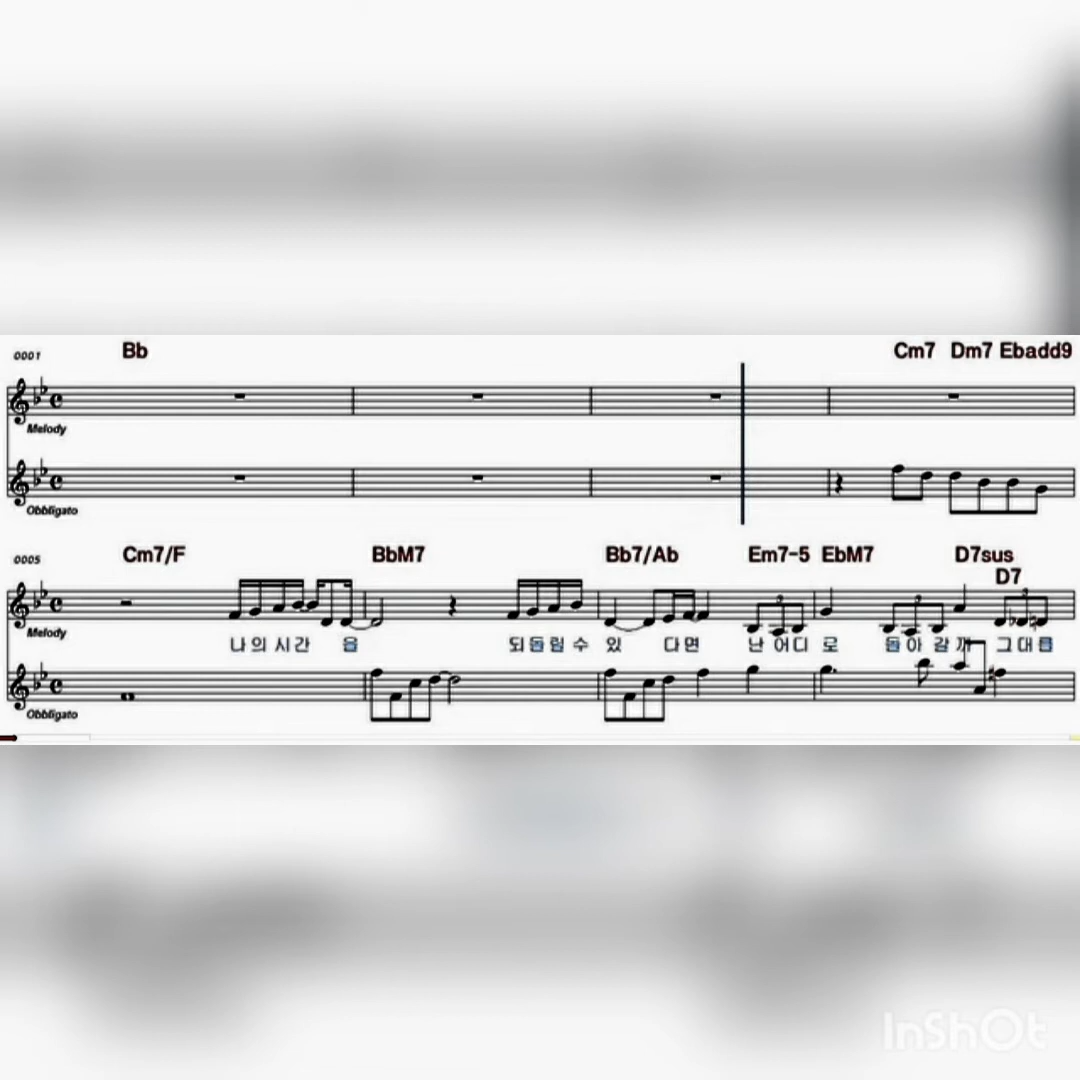 0001 Bb Cm7 Dm7 Ebadd9
Melody
Obbligato
0005 Cm7/F BbM7 Bb7/Ab Em7-5 EbM7 D7sus
D7
Melody 나의 시간 을 되돌릴 수 있 다면 난 어디 로 돌아 갈 까 그대를
Obbligato
InShOt